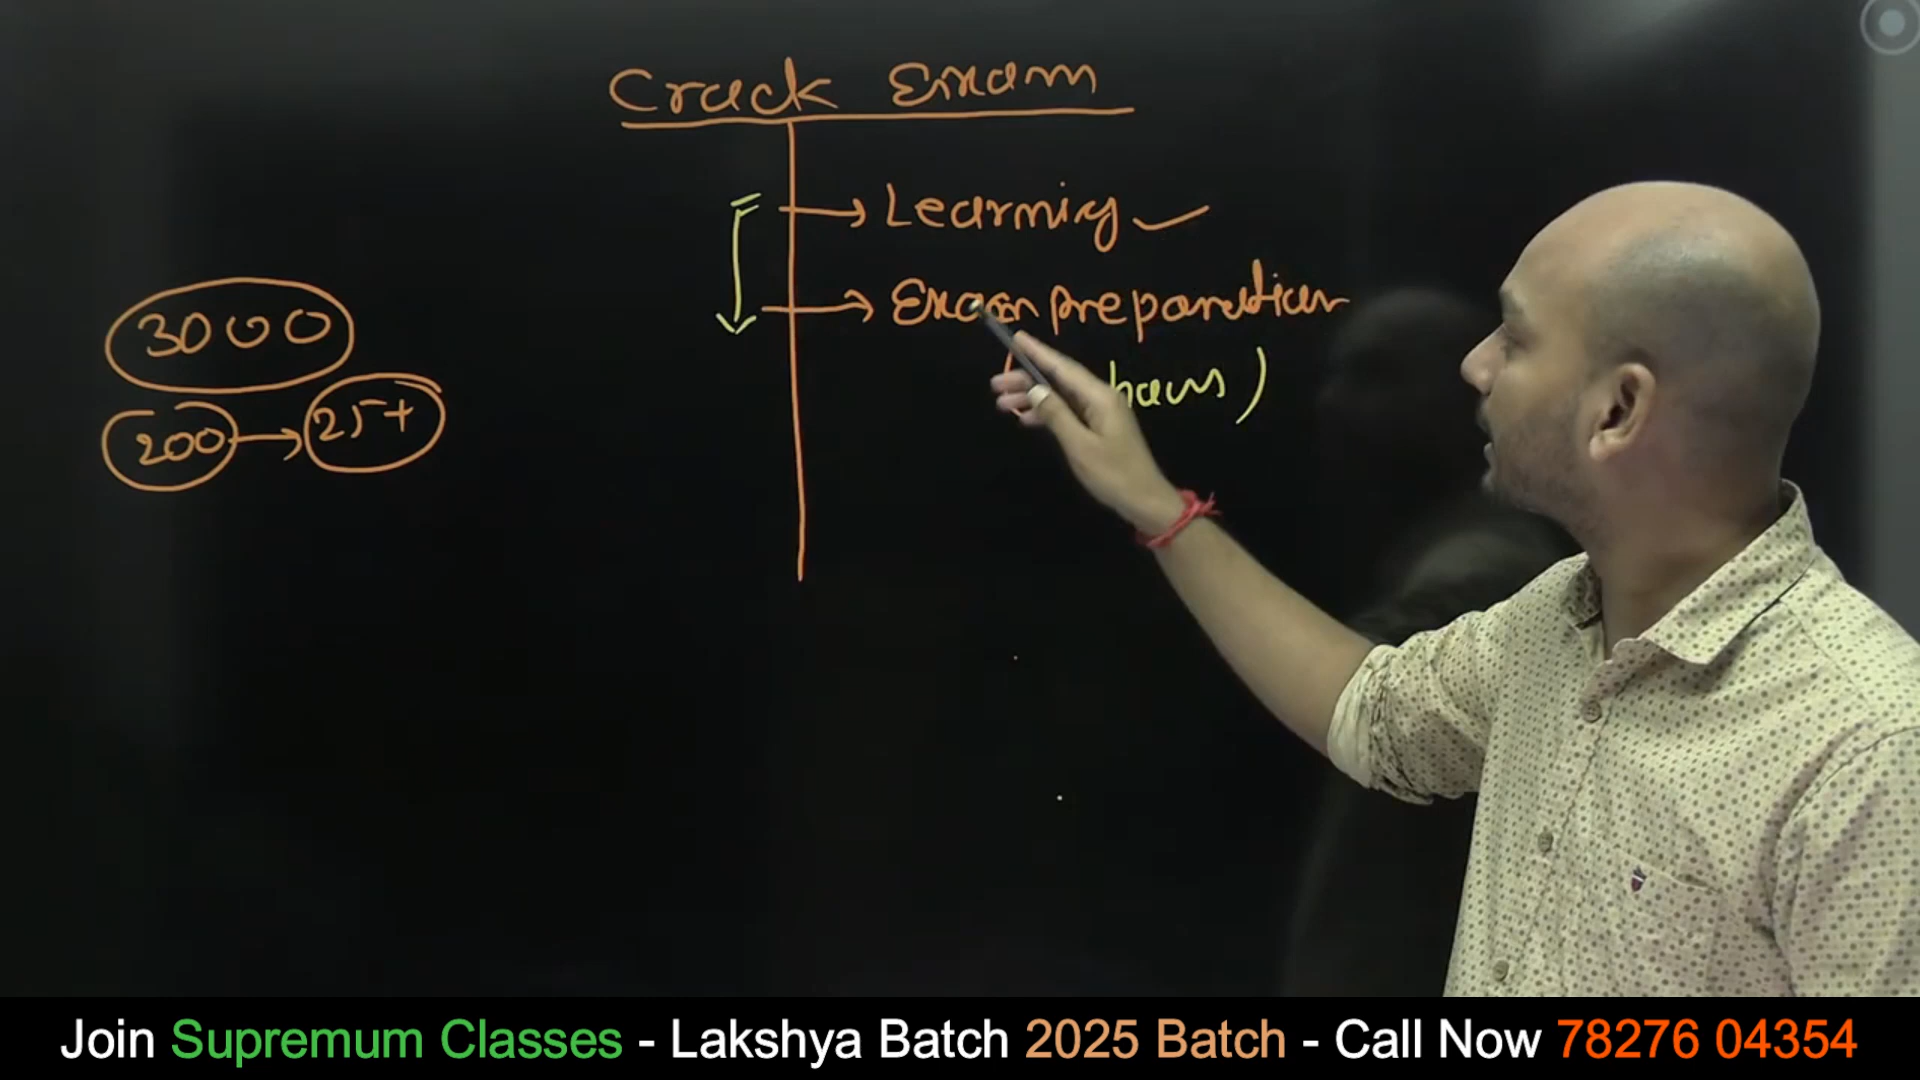 Crack Exam
Learning
Exam preparation
3000
200 → 25+
Join Supremum Classes - Lakshya Batch 2025 Batch - Call Now 78276 04354